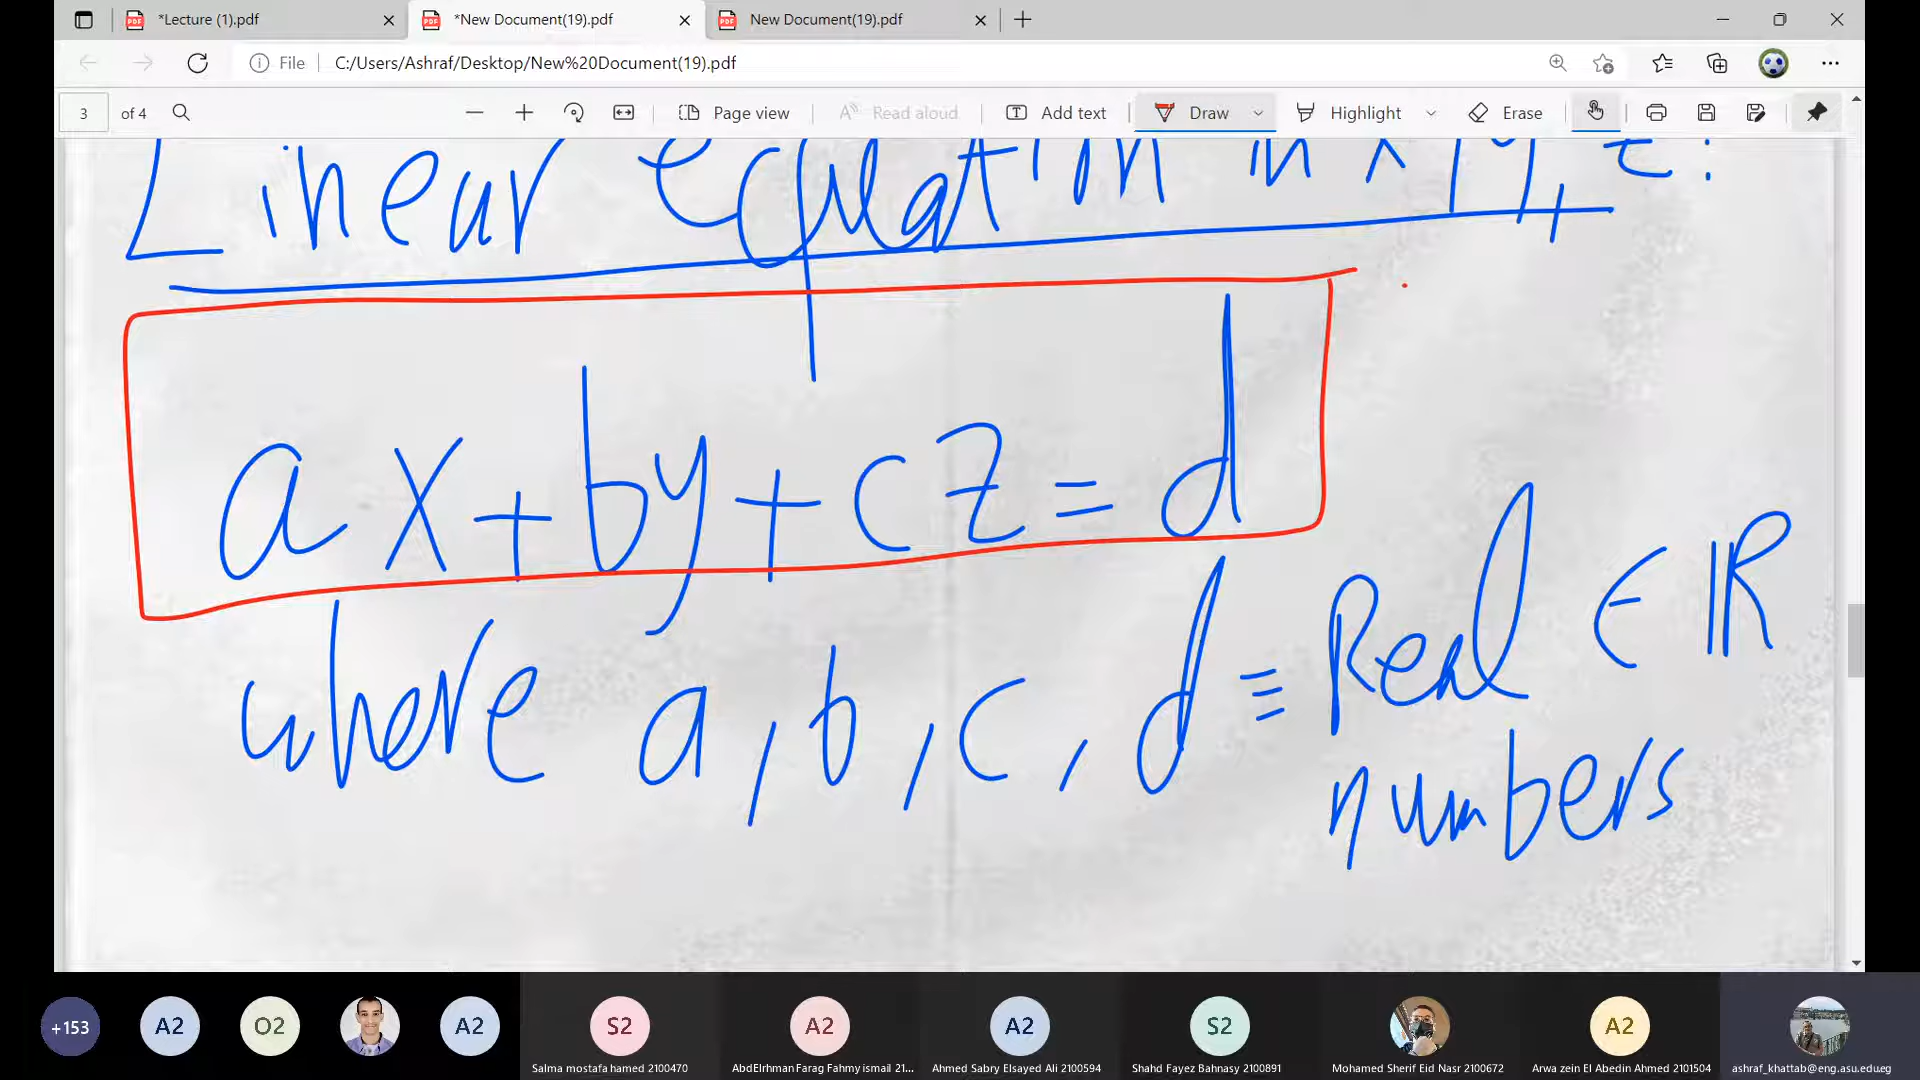 *Lecture (1).pdf
*New Document(19).pdf
New Document(19).pdf
File
C:/Users/Ashraf/Desktop/New%20Document(19).pdf
3 of 4
Page view
Read aloud
Add text
Draw
Highlight
Erase
Linear equation in x, y, z:
ax + by + cz = d
where a, b, c, d ≡ Real ∈ ℝ
numbers
+153
A2
O2
A2
S2
A2
A2
S2
A2
Salma mostafa hamed 2100470
AbdElrhman Farag Fahmy ismail 21...
Ahmed Sabry Elsayed Ali 2100594
Shahd Fayez Bahnasy 2100891
Mohamed Sherif Eid Nasr 2100672
Arwa zein El Abedin Ahmed 2101504
ashraf_khattab@eng.asu.edu.eg